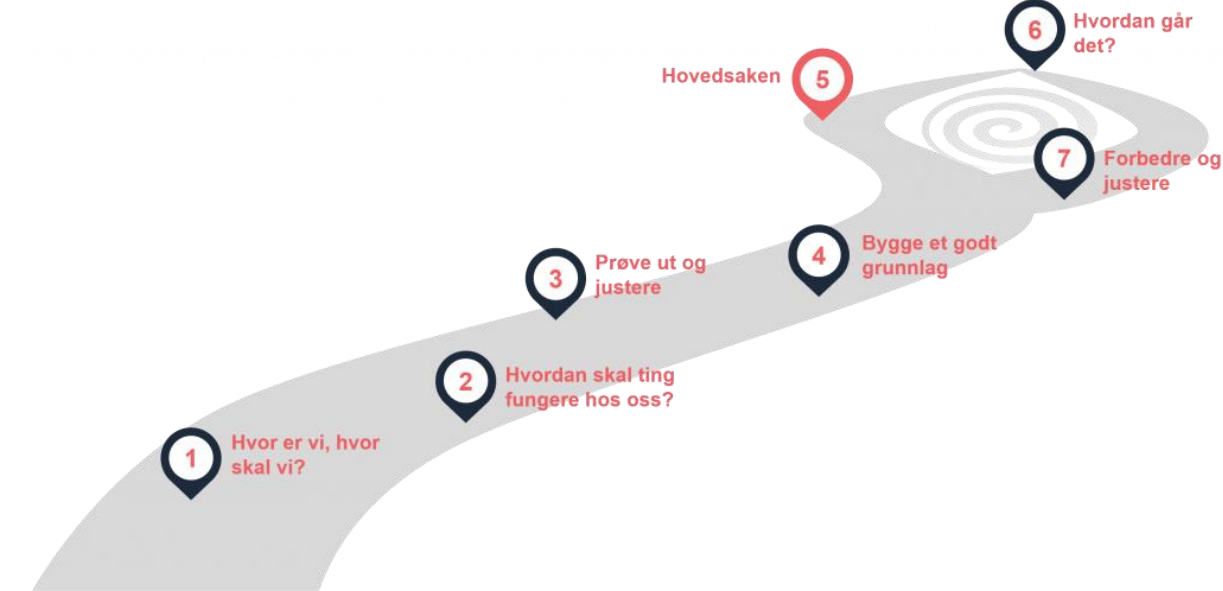 1
Hvor er vi, hvor
skal vi?
2
Hvordan skal ting
fungere hos oss?
3
Prøve ut og
justere
4
Bygge et godt
grunnlag
Hovedsaken
5
6
Hvordan går
det?
7
Forbedre og
justere